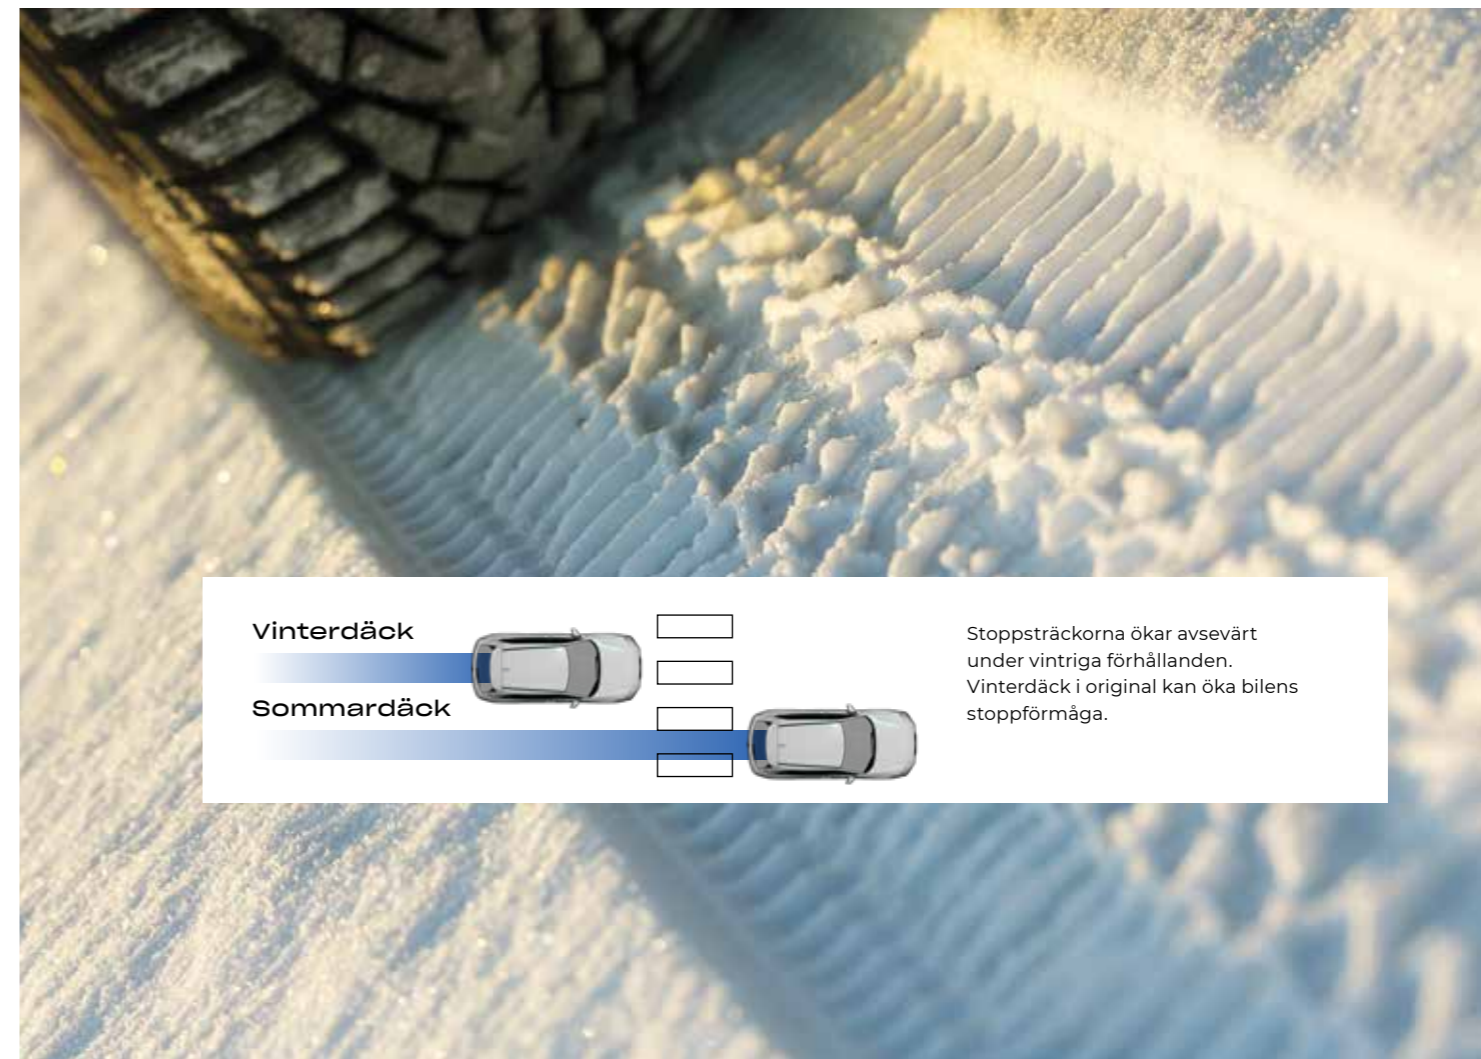 Vinterdäck
Sommardäck
Stoppsträckorna ökar avsevärt
under vintriga förhållanden.
Vinterdäck i original kan öka bilens
stoppförmåga.